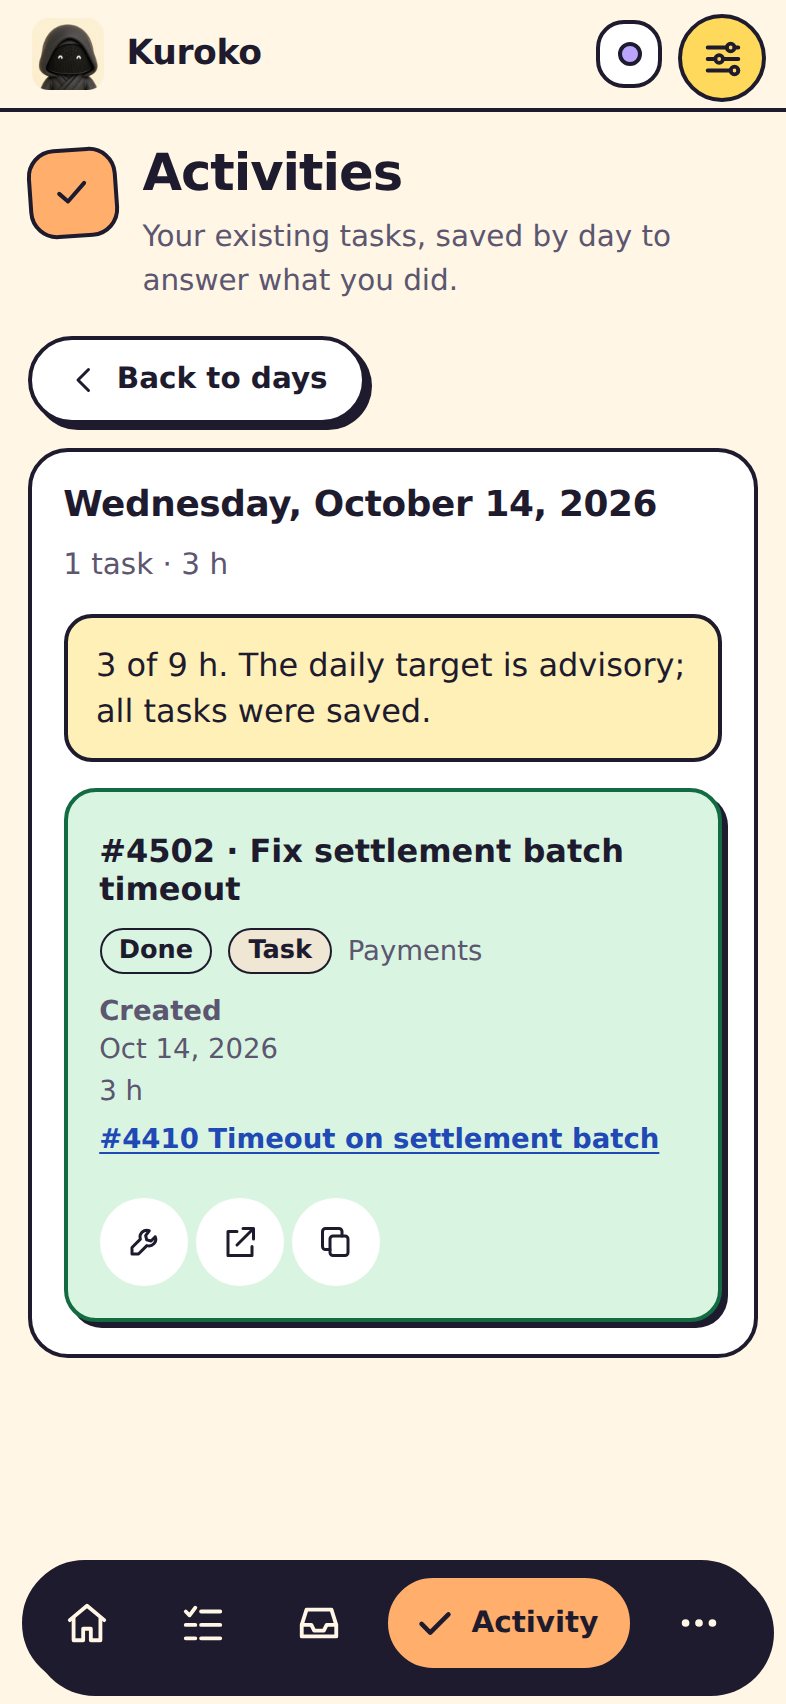 Kuroko
Activities
Your existing tasks, saved by day to
answer what you did.
Back to days
Wednesday, October 14, 2026
1 task · 3 h
3 of 9 h. The daily target is advisory;
all tasks were saved.
#4502 · Fix settlement batch
timeout
Done Task Payments
Created
Oct 14, 2026
3 h
#4410 Timeout on settlement batch
Activity